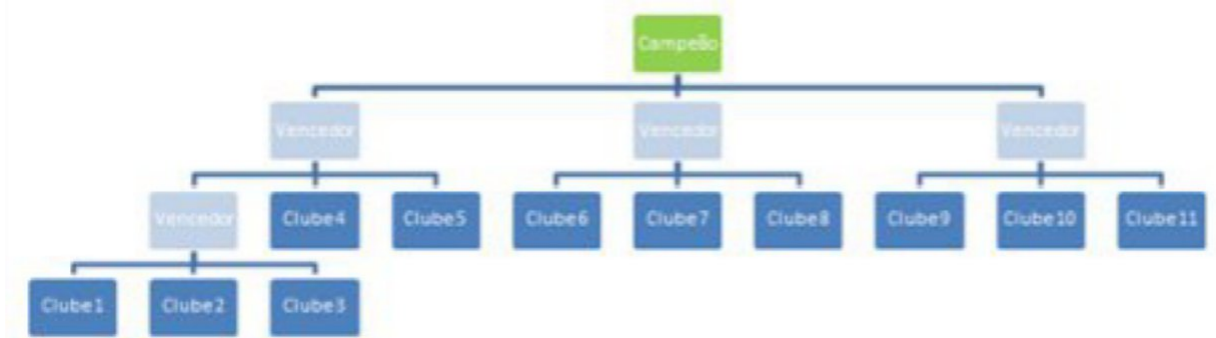 Campeão
Vencedor Vencedor Vencedor
Vencedor Clube4 Clube5 Clube6 Clube7 Clube8 Clube9 Clube10 Clube11
Clube1 Clube2 Clube3